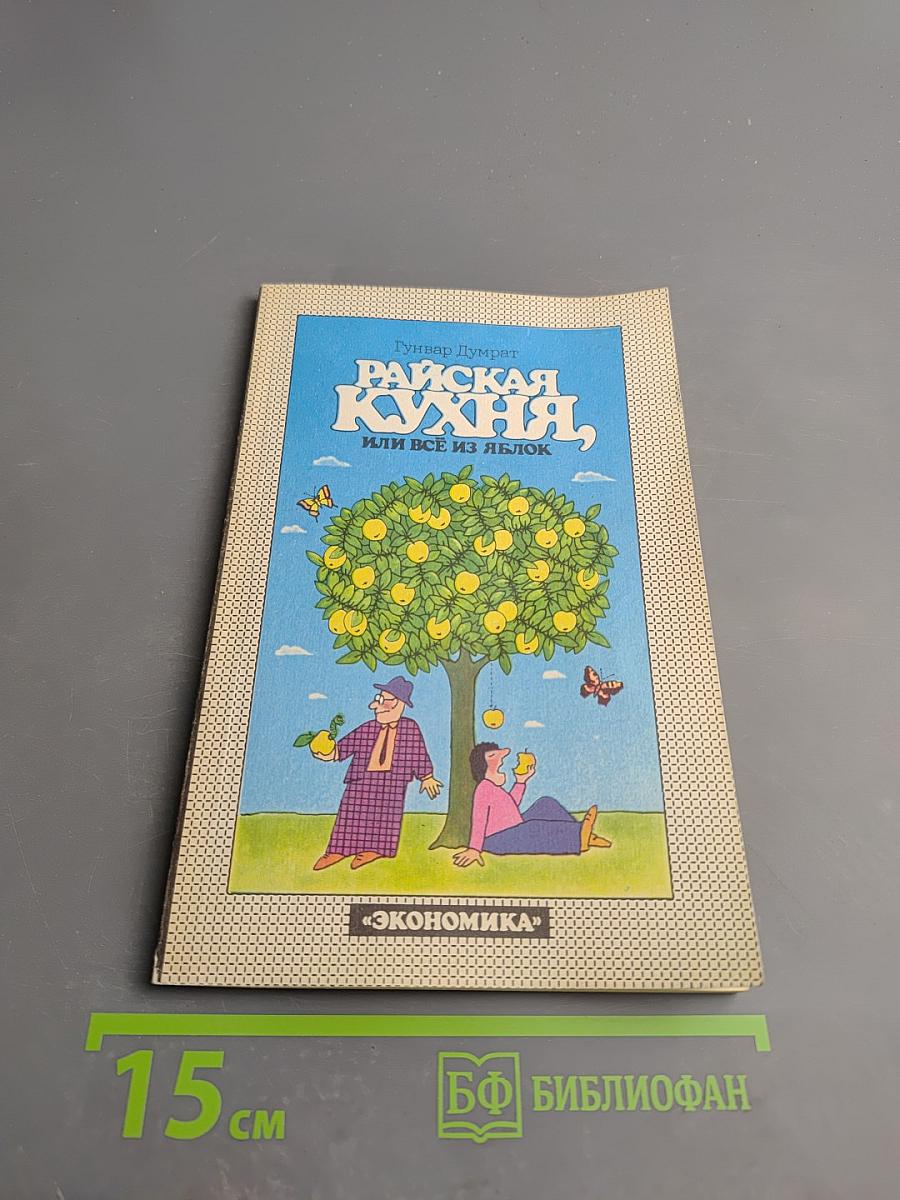 Гунвар Думрат
РАЙСКАЯ
КУХНЯ,
ИЛИ ВСЁ ИЗ ЯБЛОК
«ЭКОНОМИКА»
15 см
БФ БИБЛИОФАН